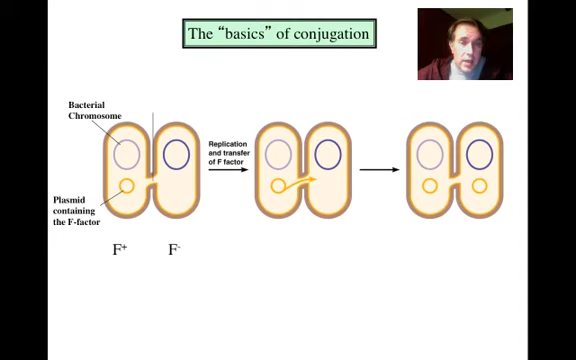 The “basics” of conjugation
Bacterial
Chromosome
Replication
and transfer
of F factor
Plasmid
containing
the F-factor
F+ F-